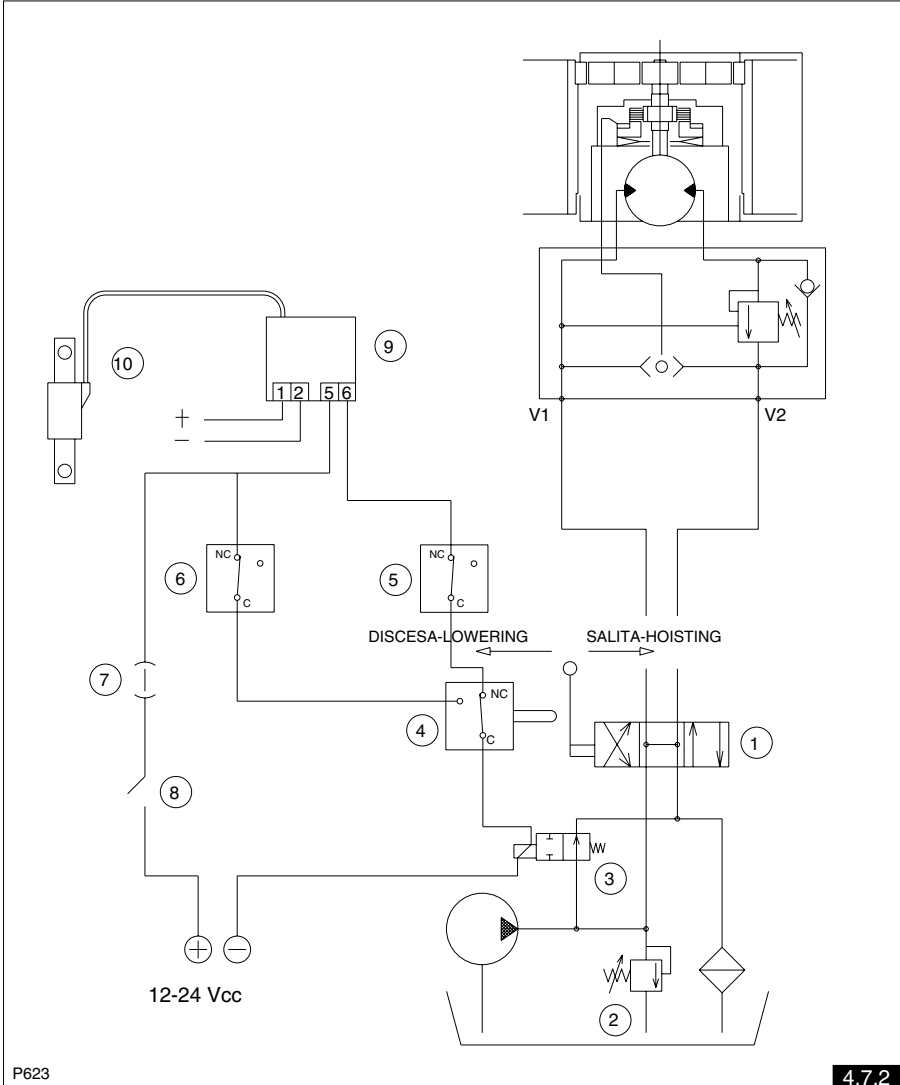 10
9
1 2 5 6
+
−
V1 V2
NC
6
C
NC
5
C
DISCESA-LOWERING SALITA-HOISTING
7
NC
4
C
1
8
3
+ −
12-24 Vcc
2
P623
4.7.2